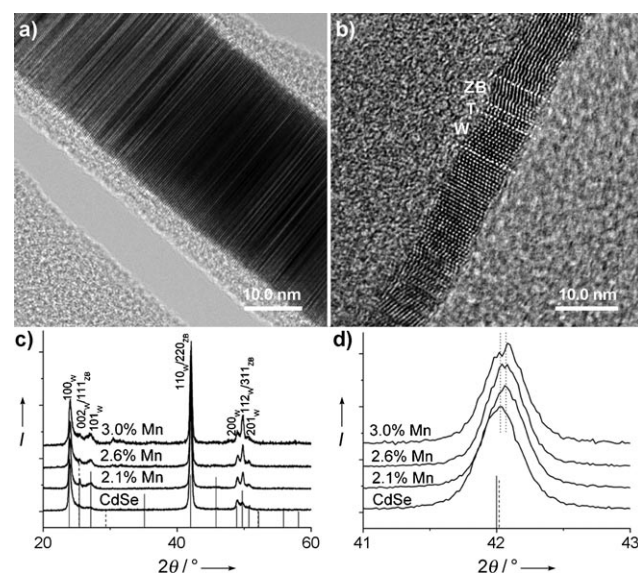 a)
10.0 nm
b)
ZB
T
W
10.0 nm
c)
I
100W
002W/111ZB
101W
110W/220ZB
200W
112W/311ZB
201W
3.0% Mn
2.6% Mn
2.1% Mn
CdSe
20
40
60
2θ/°
d)
I
3.0% Mn
2.6% Mn
2.1% Mn
CdSe
41
42
43
2θ/°